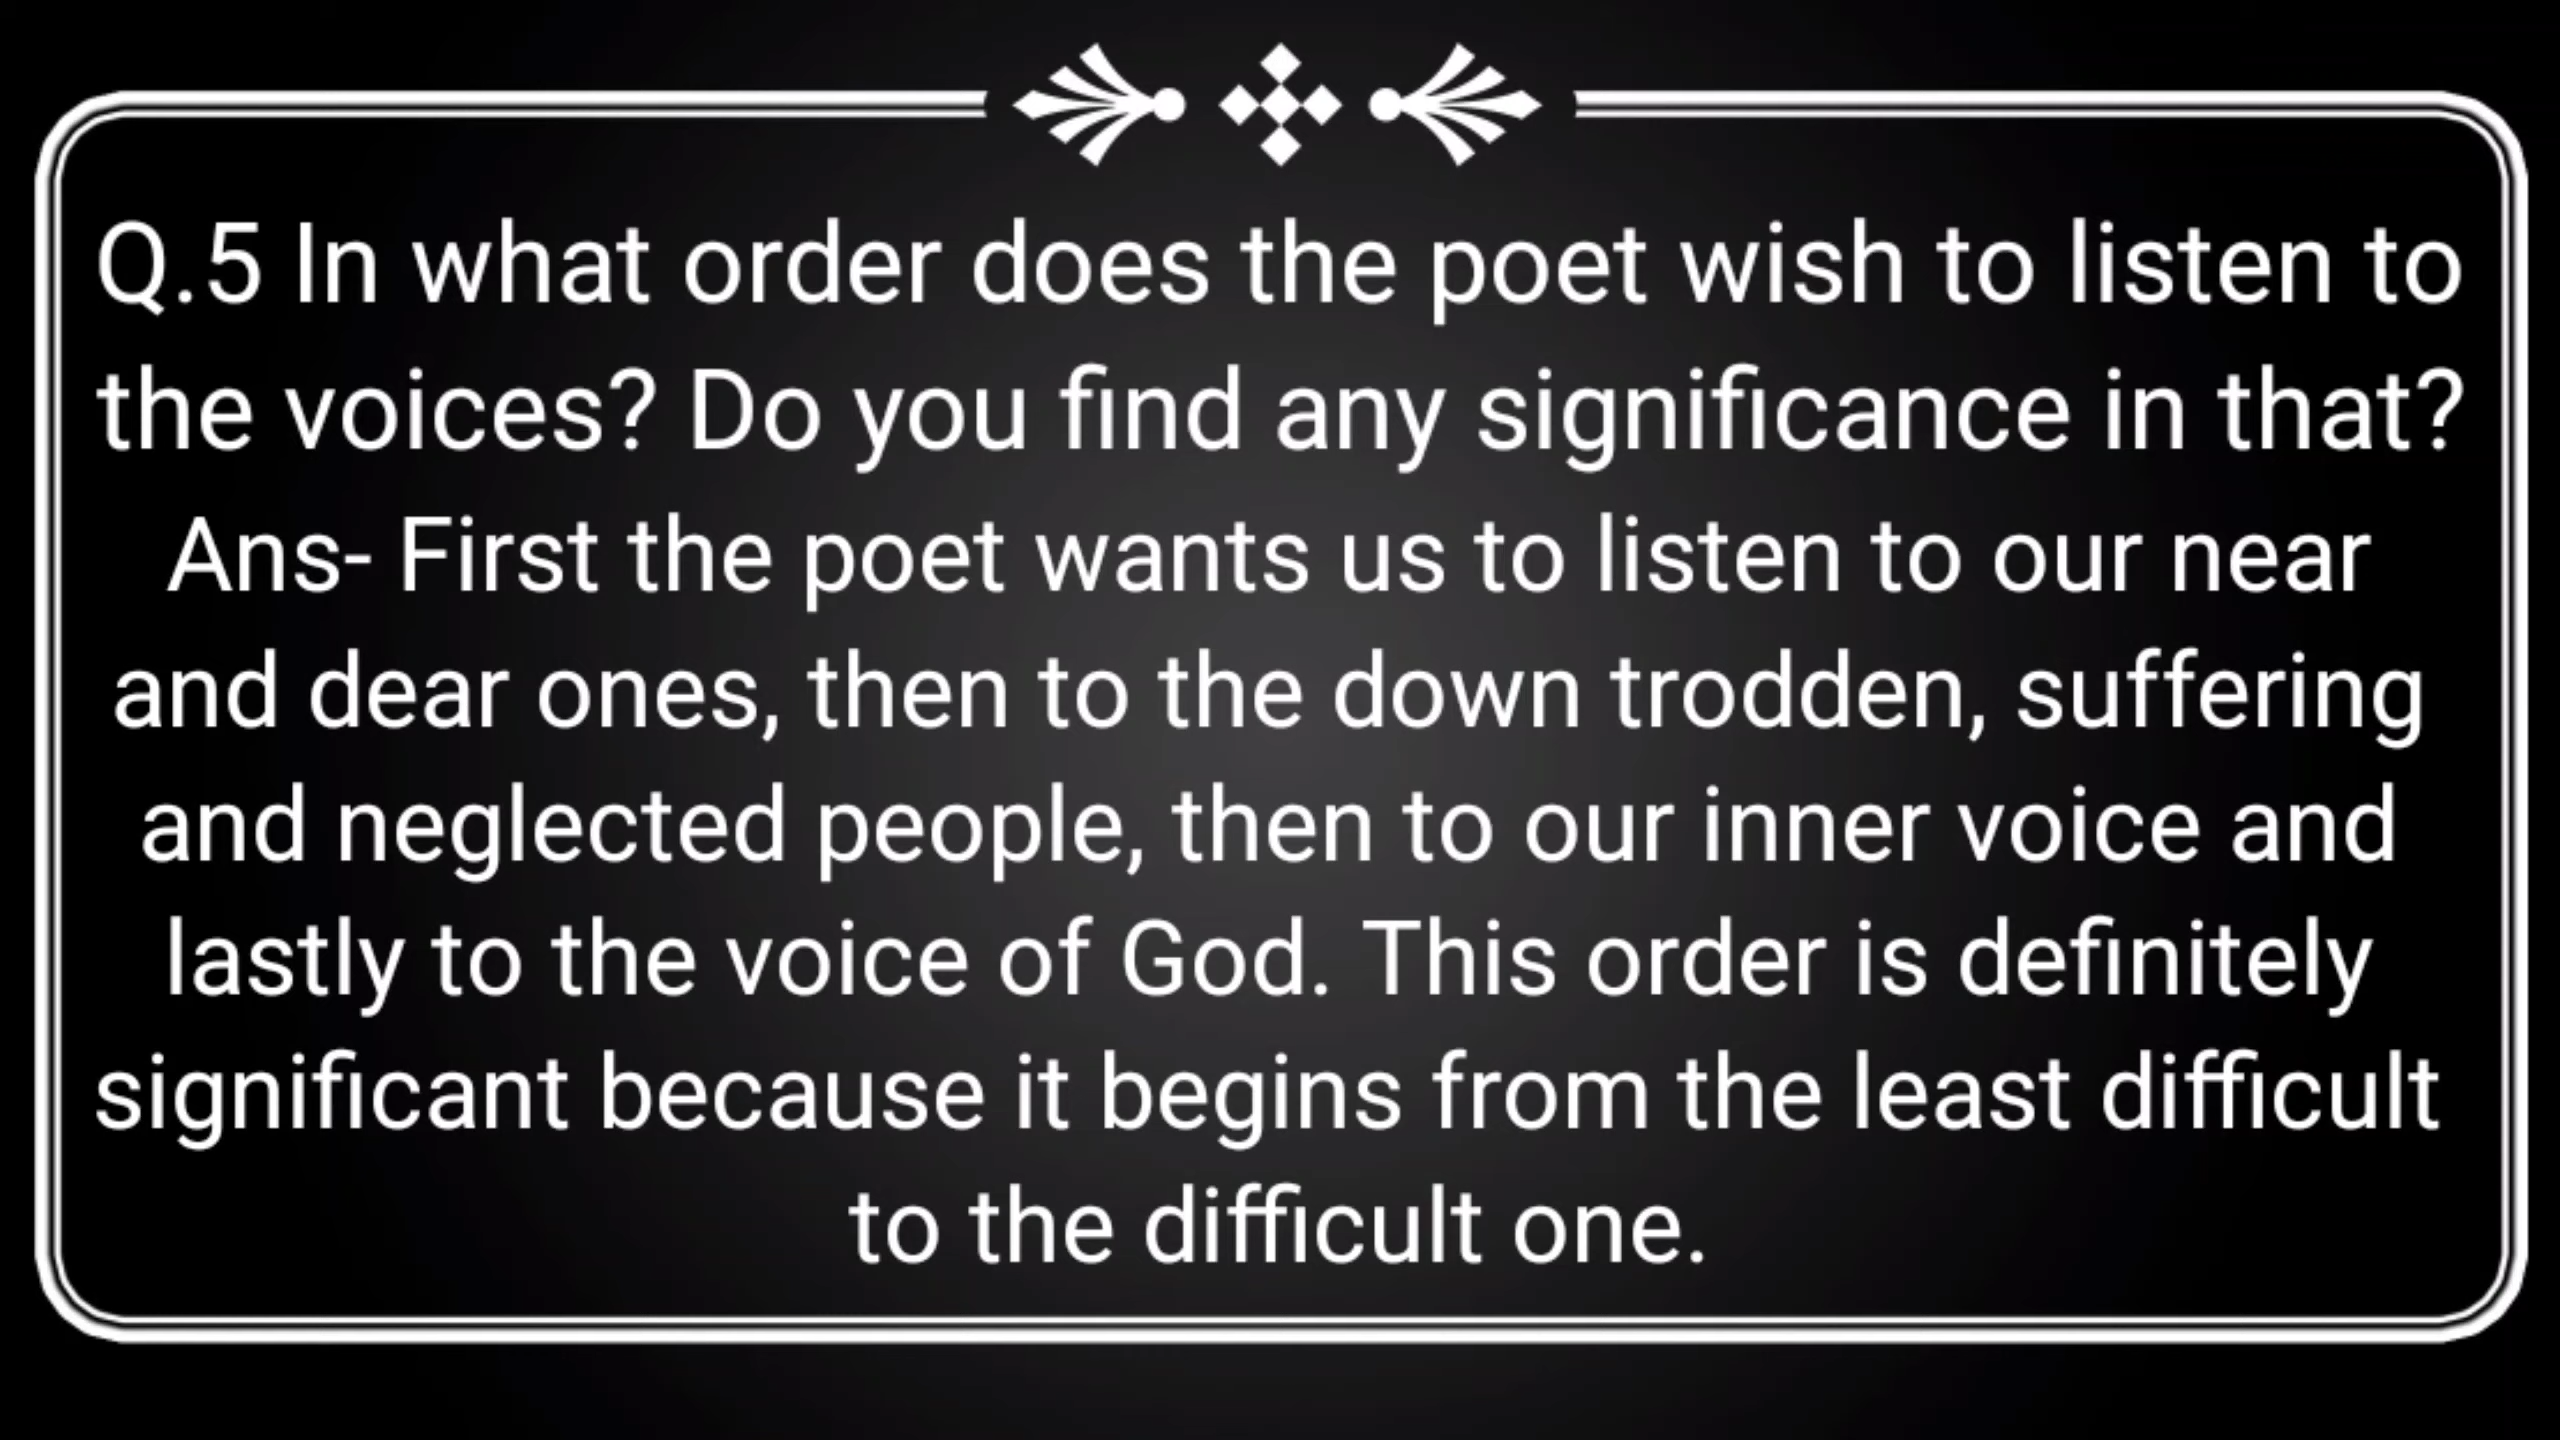 Q.5 In what order does the poet wish to listen to
the voices? Do you find any significance in that?
Ans- First the poet wants us to listen to our near
and dear ones, then to the down trodden, suffering
and neglected people, then to our inner voice and
lastly to the voice of God. This order is definitely
significant because it begins from the least difficult
to the difficult one.